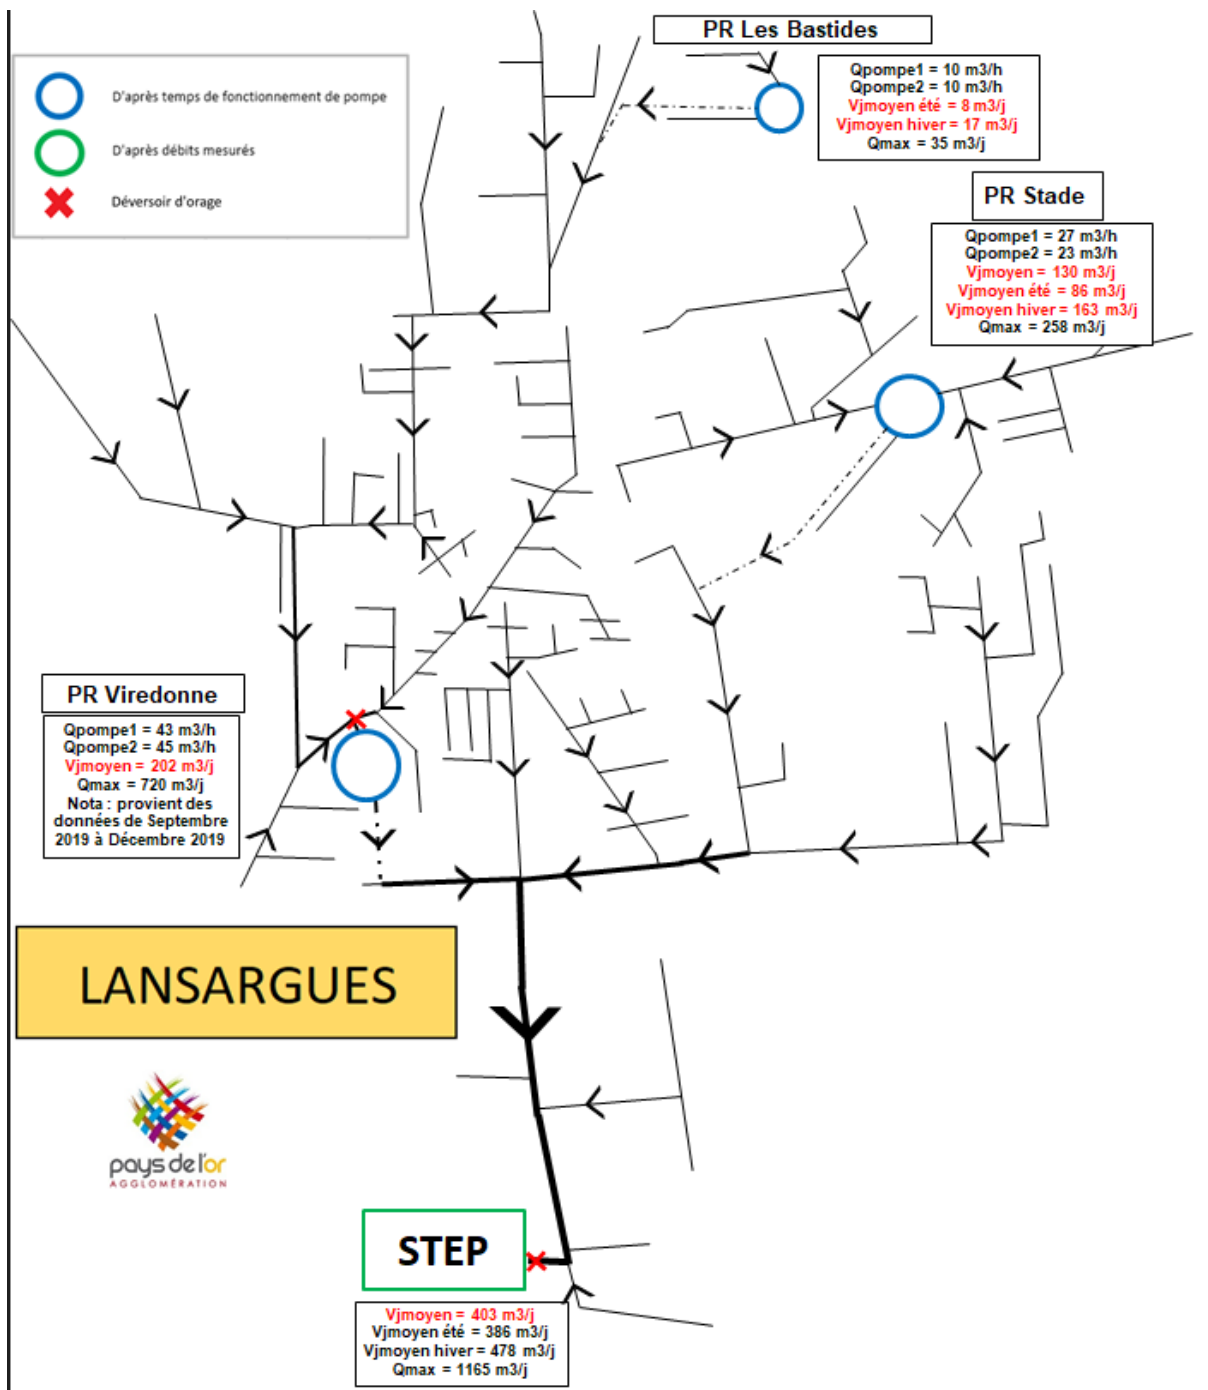 PR Les Bastides
Qpompe1 = 10 m3/h
Qpompe2 = 10 m3/h
Vjmoyen été = 8 m3/j
Vjmoyen hiver = 17 m3/j
Qmax = 35 m3/j
D'après temps de fonctionnement de pompe
D'après débits mesurés
Déversoir d'orage
PR Stade
Qpompe1 = 27 m3/h
Qpompe2 = 23 m3/h
Vjmoyen = 130 m3/j
Vjmoyen été = 86 m3/j
Vjmoyen hiver = 163 m3/j
Qmax = 258 m3/j
PR Viredonne
Qpompe1 = 43 m3/h
Qpompe2 = 45 m3/h
Vjmoyen = 202 m3/j
Qmax = 720 m3/j
Nota : provient des
données de Septembre
2019 à Décembre 2019
LANSARGUES
pays de l'or
AGGLOMÉRATION
STEP
Vjmoyen = 403 m3/j
Vjmoyen été = 386 m3/j
Vjmoyen hiver = 478 m3/j
Qmax = 1165 m3/j